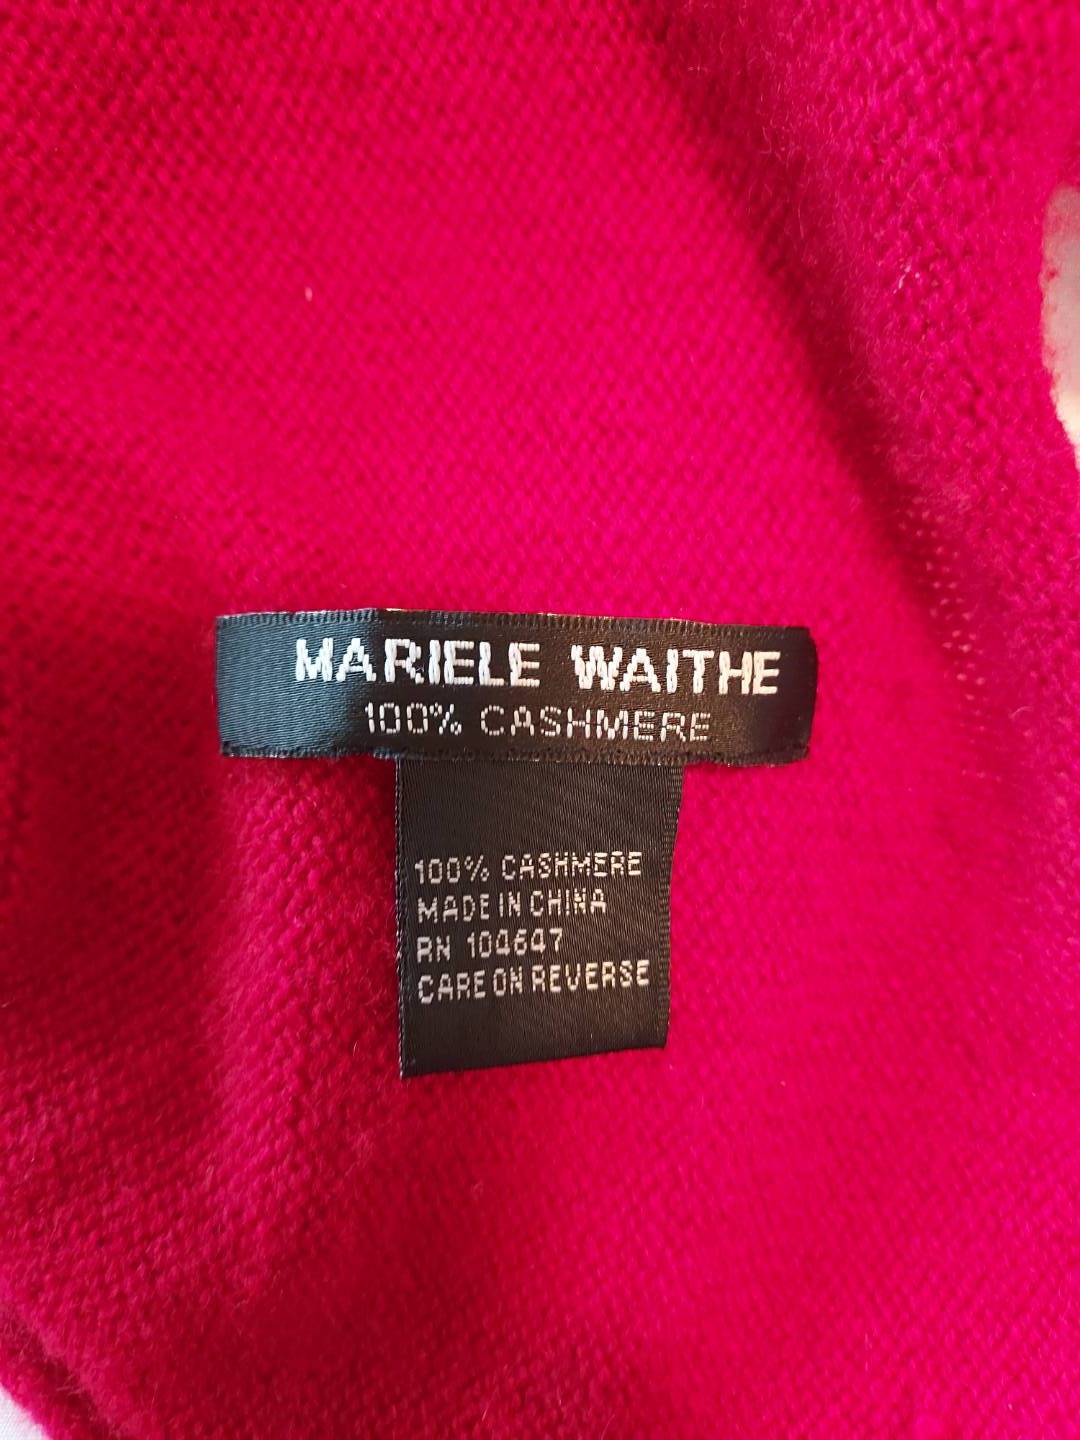 MARIELE WAITHE
100% CASHMERE
100% CASHMERE
MADE IN CHINA
RN 104647
CARE ON REVERSE